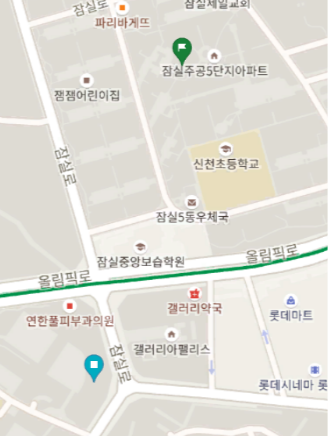 잠실로
잠실제일교회
파리바게뜨
잠실주공5단지아파트
잼잼어린이집
신천초등학교
잠실로
잠실5동우체국
잠실중앙보습학원
올림픽로
올림픽로
갤러리약국
롯데마트
연한풀피부과의원
갤러리아팰리스
잠실로
롯데시네마 롯